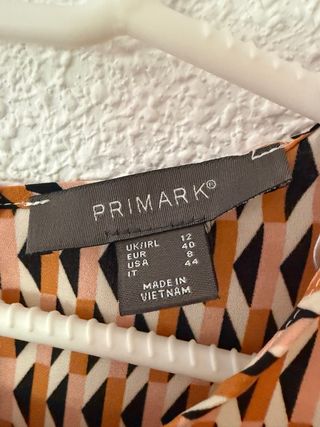 PRIMARK®
UK/IRL 12
EUR 40
USA 8
IT 44
MADE IN
VIETNAM